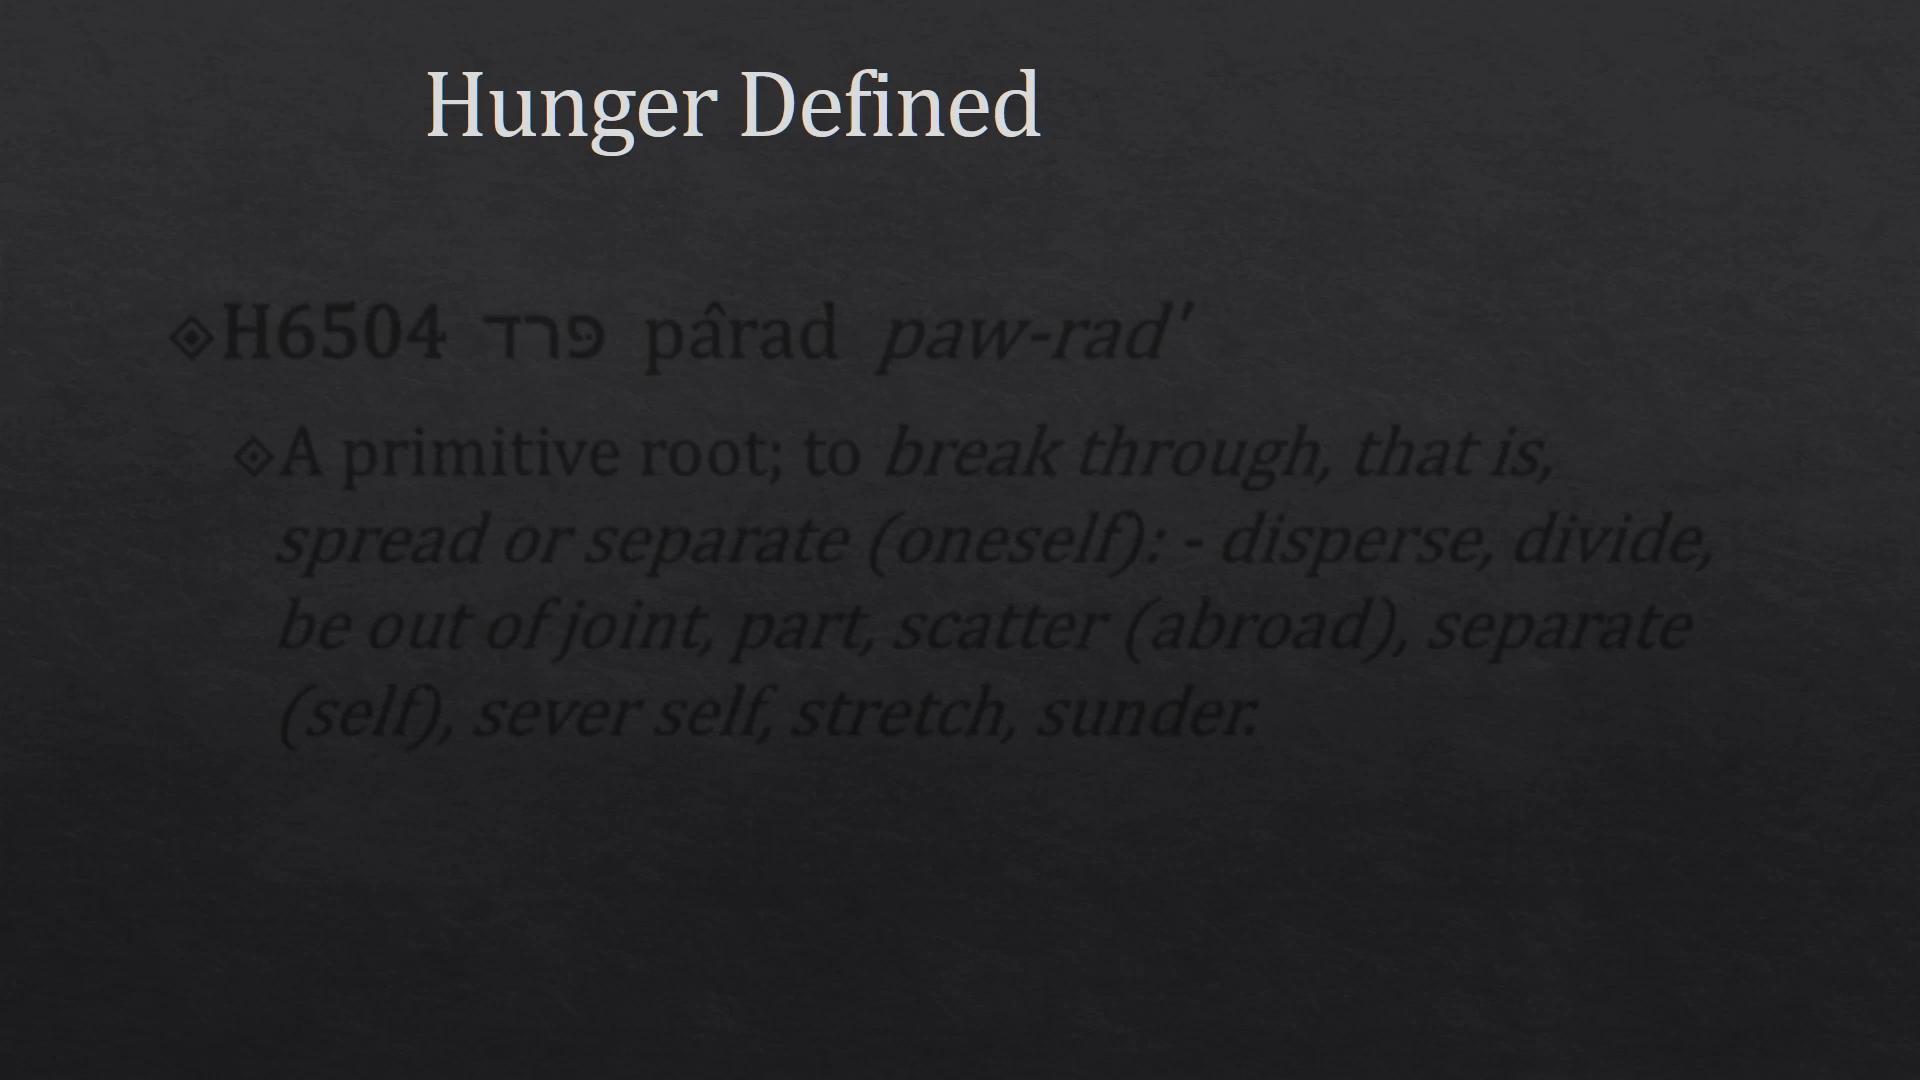 Hunger Defined
H6504 פרד pârad paw-rad'
A primitive root; to break through, that is,
spread or separate (oneself): - disperse, divide,
be out of joint, part, scatter (abroad), separate
(self), sever self, stretch, sunder.